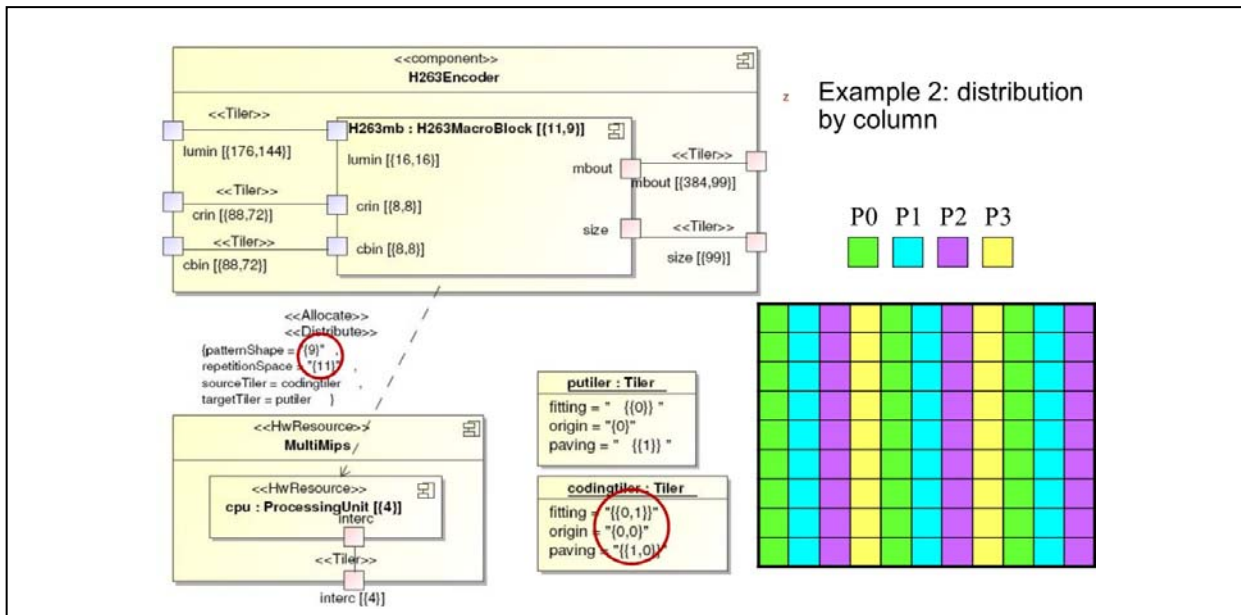 <<component>>
H263Encoder
<<Tiler>>
lumin [{176,144}]
<<Tiler>>
crin [{88,72}]
<<Tiler>>
cbin [{88,72}]
H263mb : H263MacroBlock [{11,9}]
lumin [{16,16}]
crin [{8,8}]
cbin [{8,8}]
mbout
size
<<Tiler>>
mbout [{384,99}]
<<Tiler>>
size [{99}]
z Example 2: distribution
by column
P0 P1 P2 P3
<<Allocate>>
<<Distribute>>
{patternShape = "{9}" ,
repetitionSpace = "{11}" ,
sourceTiler = codingtiler ,
targetTiler = putiler }
<<HwResource>>
MultiMips
<<HwResource>>
cpu : ProcessingUnit [{4}]
interc
<<Tiler>>
interc [{4}]
putiler : Tiler
fitting = " {{0}} "
origin = "{0}"
paving = " {{1}} "
codingtiler : Tiler
fitting = "{{0,1}}"
origin = "{0,0}"
paving = "{{1,0}}"